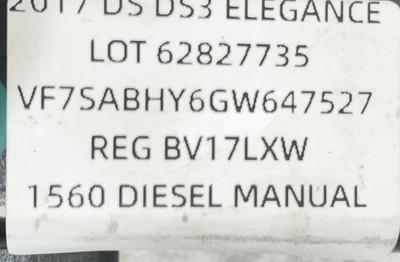 2017 DS DS3 ELEGANCE
LOT 62827735
VF7SABHY6GW647527
REG BV17LXW
1560 DIESEL MANUAL